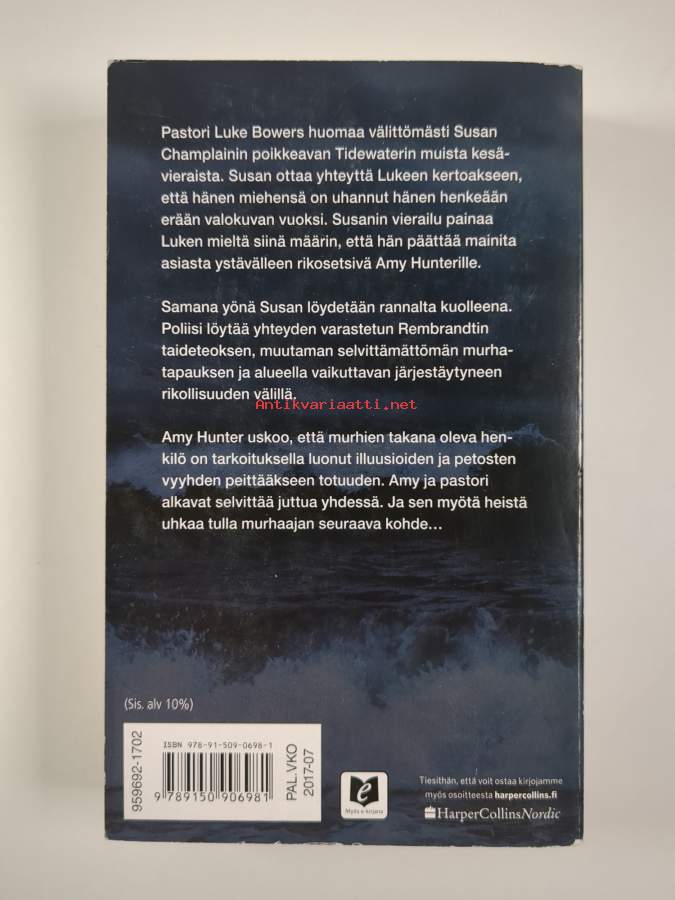 Pastori Luke Bowers huomaa välittömästi Susan
Champlainin poikkeavan Tidewaterin muista kesä-
vieraista. Susan ottaa yhteyttä Lukeen kertoakseen,
että hänen miehensä on uhannut hänen henkeään
erään valokuvan vuoksi. Susanin vierailu painaa
Luken mieltä siinä määrin, että hän päättää mainita
asiasta ystävälleen rikosetsivä Amy Hunterille.
Samana yönä Susan löydetään rannalta kuolleena.
Poliisi löytää yhteyden varastetun Rembrandtin
taideteoksen, muutaman selvittämättömän murha-
tapauksen ja alueella vaikuttavan järjestäytyneen
rikollisuuden välillä.
Antikvariaatti.net
Amy Hunter uskoo, että murhien takana oleva hen-
kilö on tarkoituksella luonut illuusioiden ja petosten
vyyhden peittääkseen totuuden. Amy ja pastori
alkavat selvittää juttua yhdessä. Ja sen myötä heistä
uhkaa tulla murhaajan seuraava kohde...
(Sis. alv 10%)
959692-1702
ISBN 978-91-509-0698-1
9 789150 906981
PAL.VKO
2017-07
e
Myös e-kirjana
Tiesithän, että voit ostaa kirjojamme
myös osoitteesta harpercollins.fi
HarperCollinsNordic